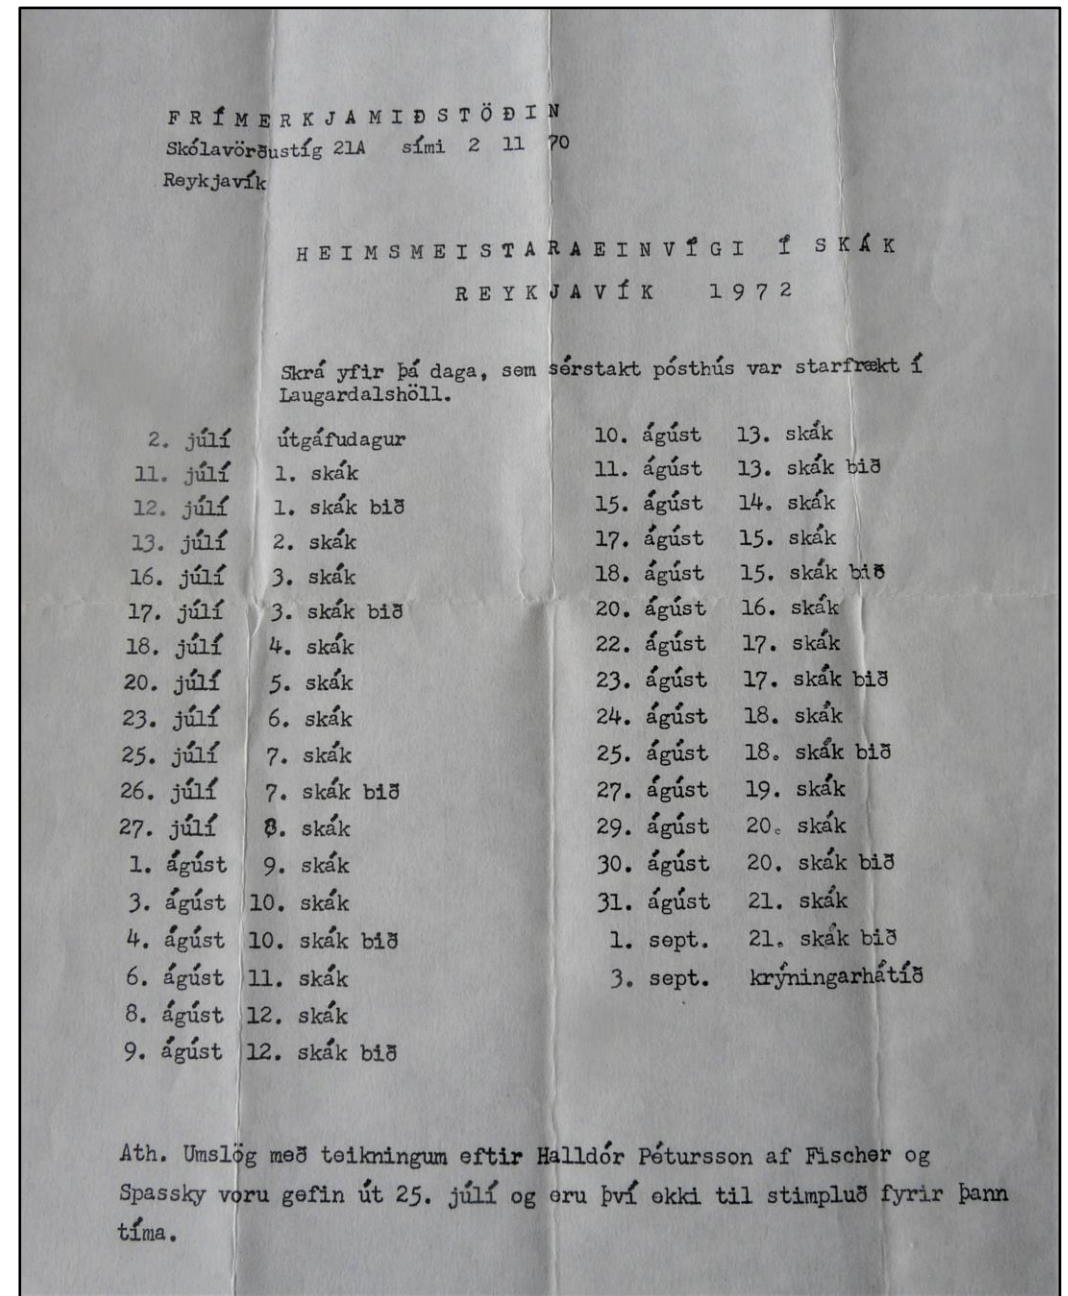 FRÍMERKJAMIÐSTÖÐIN
Skólavörðustíg 21A sími 2 11 70
Reykjavík
HEIMSMEISTARAEINVÍGI Í SKÁK
REYKJAVÍK 1972
Skrá yfir þá daga, sem sérstakt pósthús var starfrækt í
Laugardalshöll.
2. júlí útgáfudagur
11. júlí 1. skák
12. júlí 1. skák bið
13. júlí 2. skák
16. júlí 3. skák
17. júlí 3. skák bið
18. júlí 4. skák
20. júlí 5. skák
23. júlí 6. skák
25. júlí 7. skák
26. júlí 7. skák bið
27. júlí 8. skák
1. ágúst 9. skák
3. ágúst 10. skák
4. ágúst 10. skák bið
6. ágúst 11. skák
8. ágúst 12. skák
9. ágúst 12. skák bið
10. ágúst 13. skák
11. ágúst 13. skák bið
15. ágúst 14. skák
17. ágúst 15. skák
18. ágúst 15. skák bið
20. ágúst 16. skák
22. ágúst 17. skák
23. ágúst 17. skák bið
24. ágúst 18. skák
25. ágúst 18. skák bið
27. ágúst 19. skák
29. ágúst 20. skák
30. ágúst 20. skák bið
31. ágúst 21. skák
1. sept. 21. skák bið
3. sept. krýningarhátíð
Ath. Umslög með teikningum eftir Halldór Pétursson af Fischer og
Spassky voru gefin út 25. júlí og eru því ekki til stimpluð fyrir þann
tíma.